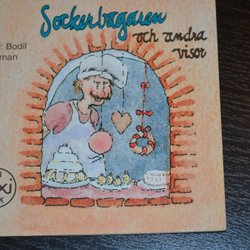 Sockerbagaren
och andra
visor
: Bodil
man